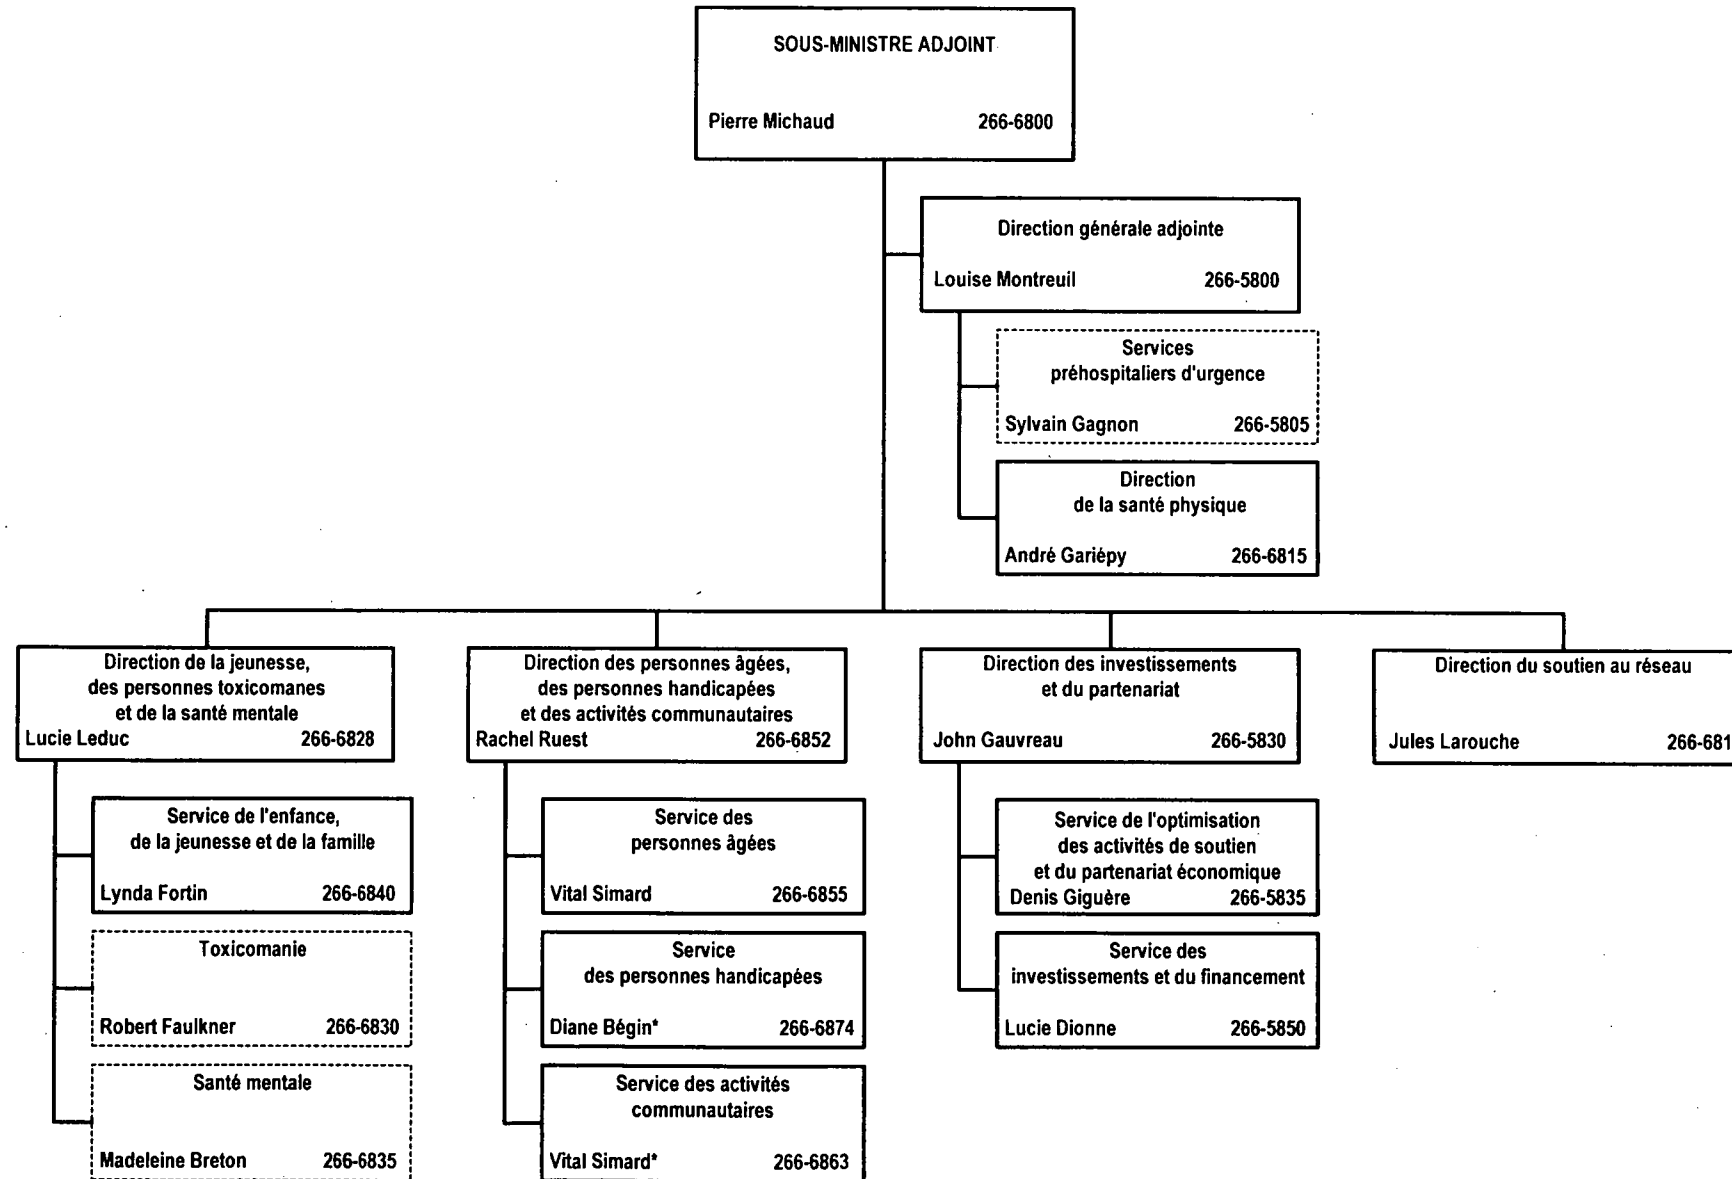 SOUS-MINISTRE ADJOINT
Pierre Michaud 266-6800
Direction générale adjointe
Louise Montreuil 266-5800
Services
préhospitaliers d'urgence
Sylvain Gagnon 266-5805
Direction
de la santé physique
André Gariépy 266-6815
Direction de la jeunesse,
des personnes toxicomanes
et de la santé mentale
Lucie Leduc 266-6828
Service de l'enfance,
de la jeunesse et de la famille
Lynda Fortin 266-6840
Toxicomanie
Robert Faulkner 266-6830
Santé mentale
Madeleine Breton 266-6835
Direction des personnes âgées,
des personnes handicapées
et des activités communautaires
Rachel Ruest 266-6852
Service des
personnes âgées
Vital Simard 266-6855
Service
des personnes handicapées
Diane Bégin* 266-6874
Service des activités
communautaires
Vital Simard* 266-6863
Direction des investissements
et du partenariat
John Gauvreau 266-5830
Service de l'optimisation
des activités de soutien
et du partenariat économique
Denis Giguère 266-5835
Service des
investissements et du financement
Lucie Dionne 266-5850
Direction du soutien au réseau
Jules Larouche 266-681